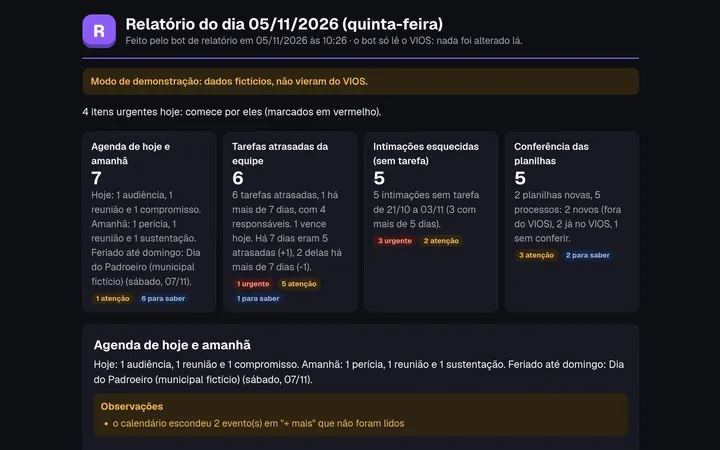 R
Relatório do dia 05/11/2026 (quinta-feira)
Feito pelo bot de relatório em 05/11/2026 às 10:26 · o bot só lê o VIOS: nada foi alterado lá.
Modo de demonstração: dados fictícios, não vieram do VIOS.
4 itens urgentes hoje: comece por eles (marcados em vermelho).
Agenda de hoje e
amanhã
7
Hoje: 1 audiência, 1
reunião e 1 compromisso.
Amanhã: 1 perícia, 1
reunião e 1 sustentação.
Feriado até domingo: Dia
do Padroeiro (municipal
fictício) (sábado, 07/11).
1 atenção 6 para saber
Tarefas atrasadas da
equipe
6
6 tarefas atrasadas, 1 há
mais de 7 dias, com 4
responsáveis. 1 vence
hoje. Há 7 dias eram 5
atrasadas (+1), 2 delas há
mais de 7 dias (-1).
1 urgente 5 atenção
1 para saber
Intimações esquecidas
(sem tarefa)
5
5 intimações sem tarefa
de 21/10 a 03/11 (3 com
mais de 5 dias).
3 urgente 2 atenção
Conferência das
planilhas
5
2 planilhas novas, 5
processos: 2 novos (fora
do VIOS), 2 já no VIOS, 1
sem conferir.
3 atenção 2 para saber
Agenda de hoje e amanhã
Hoje: 1 audiência, 1 reunião e 1 compromisso. Amanhã: 1 perícia, 1 reunião e 1 sustentação. Feriado até domingo: Dia
do Padroeiro (municipal fictício) (sábado, 07/11).
Observações
• o calendário escondeu 2 evento(s) em "+ mais" que não foram lidos